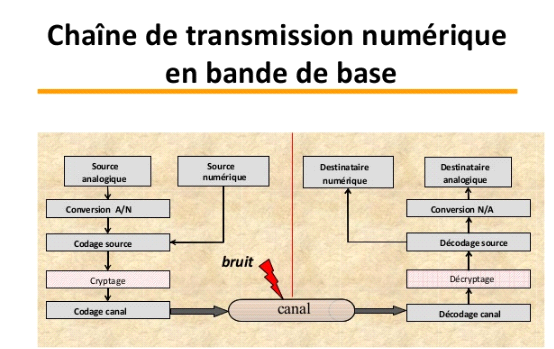 Chaîne de transmission numérique
en bande de base
Source
analogique
Source
numérique
Destinataire
numérique
Destinataire
analogique
Conversion A/N
Conversion N/A
Codage source
Décodage source
bruit
Cryptage
Décryptage
Codage canal
canal
Décodage canal